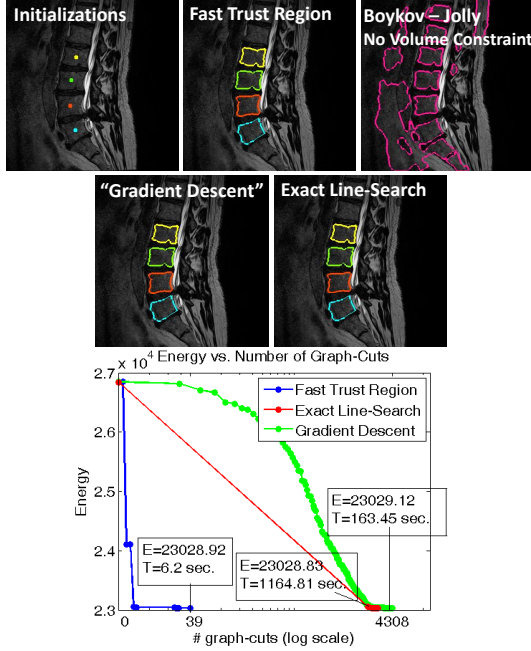 Initializations
Fast Trust Region
Boykov – Jolly
No Volume Constraint
“Gradient Descent”
Exact Line-Search
2.7 x 10⁴ Energy vs. Number of Graph-Cuts
Fast Trust Region
Exact Line-Search
Gradient Descent
2.6
2.5
2.4
2.3
Energy
E=23029.12
T=163.45 sec.
E=23028.92
T=6.2 sec.
E=23028.83
T=1164.81 sec.
0 39 4308
# graph-cuts (log scale)